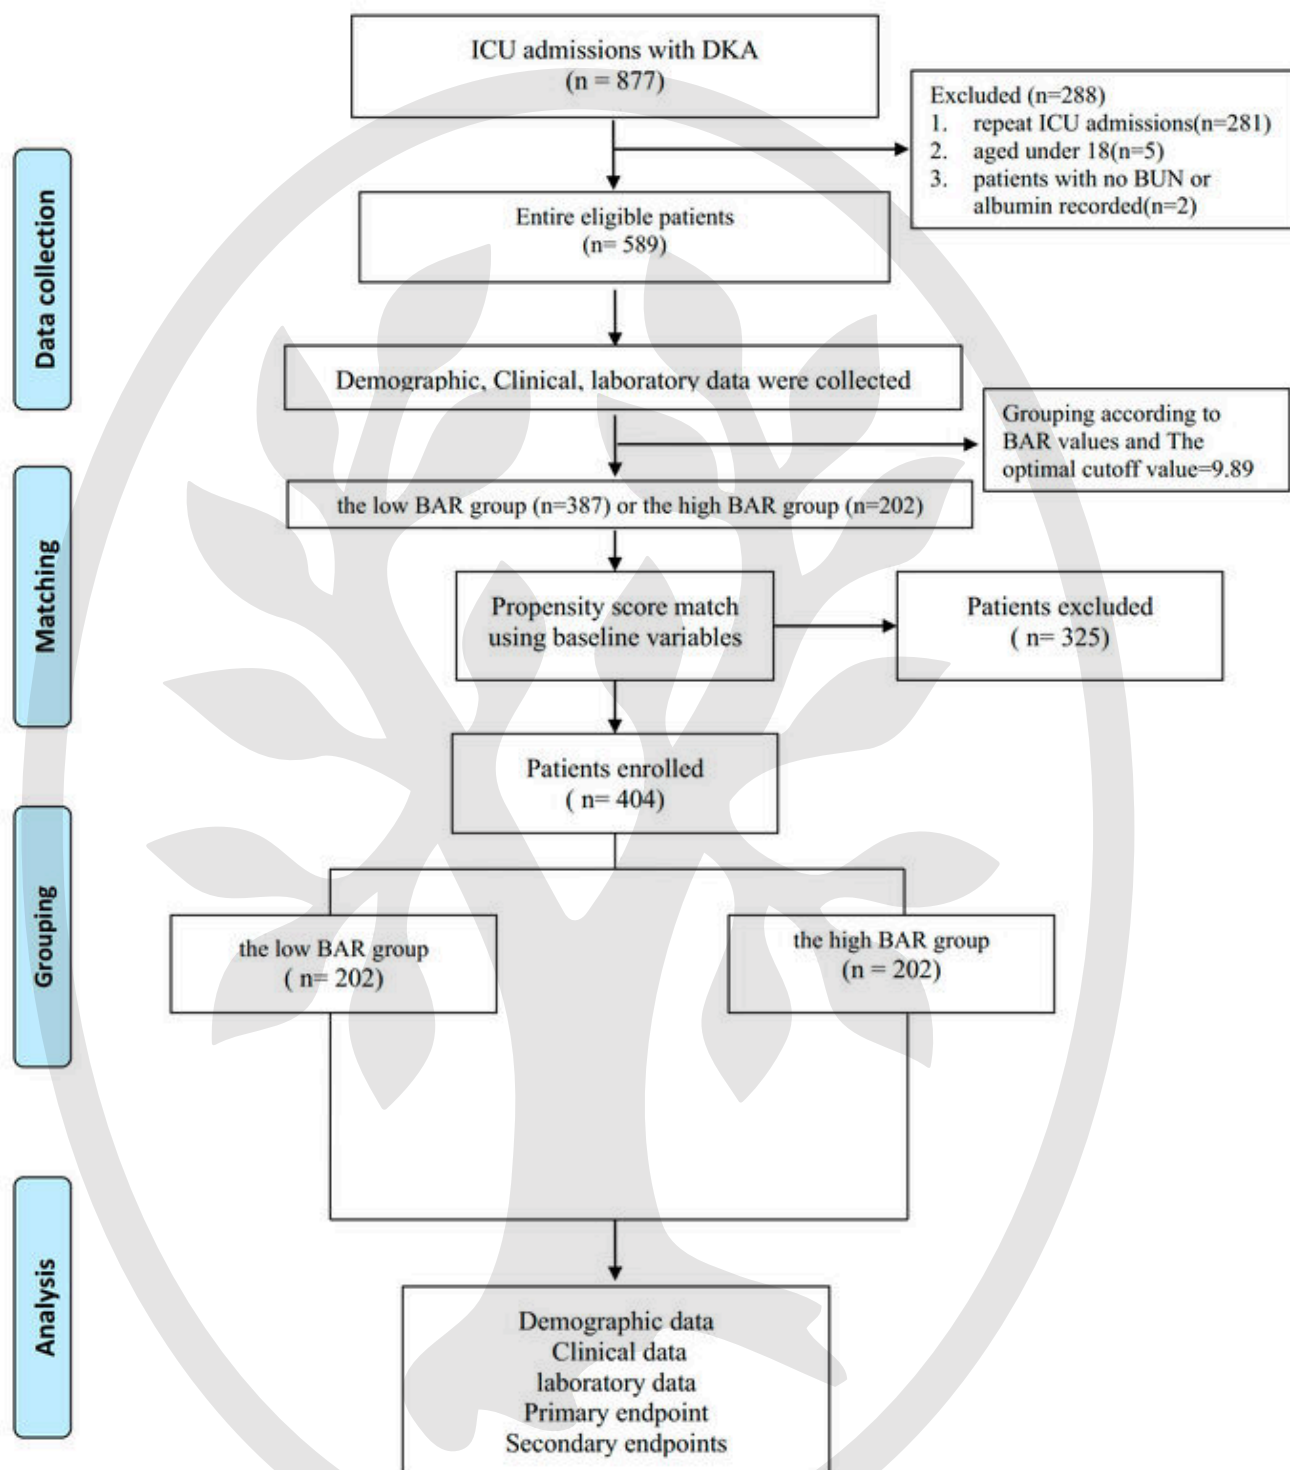 ICU admissions with DKA
(n = 877)
Excluded (n=288)
1. repeat ICU admissions(n=281)
2. aged under 18(n=5)
3. patients with no BUN or
albumin recorded(n=2)
Data collection
Entire eligible patients
(n= 589)
Demographic, Clinical, laboratory data were collected
Grouping according to
BAR values and The
optimal cutoff value=9.89
Matching
the low BAR group (n=387) or the high BAR group (n=202)
Propensity score match
using baseline variables
Patients excluded
( n= 325)
Patients enrolled
( n= 404)
Grouping
the low BAR group
( n= 202)
the high BAR group
(n = 202)
Analysis
Demographic data
Clinical data
laboratory data
Primary endpoint
Secondary endpoints